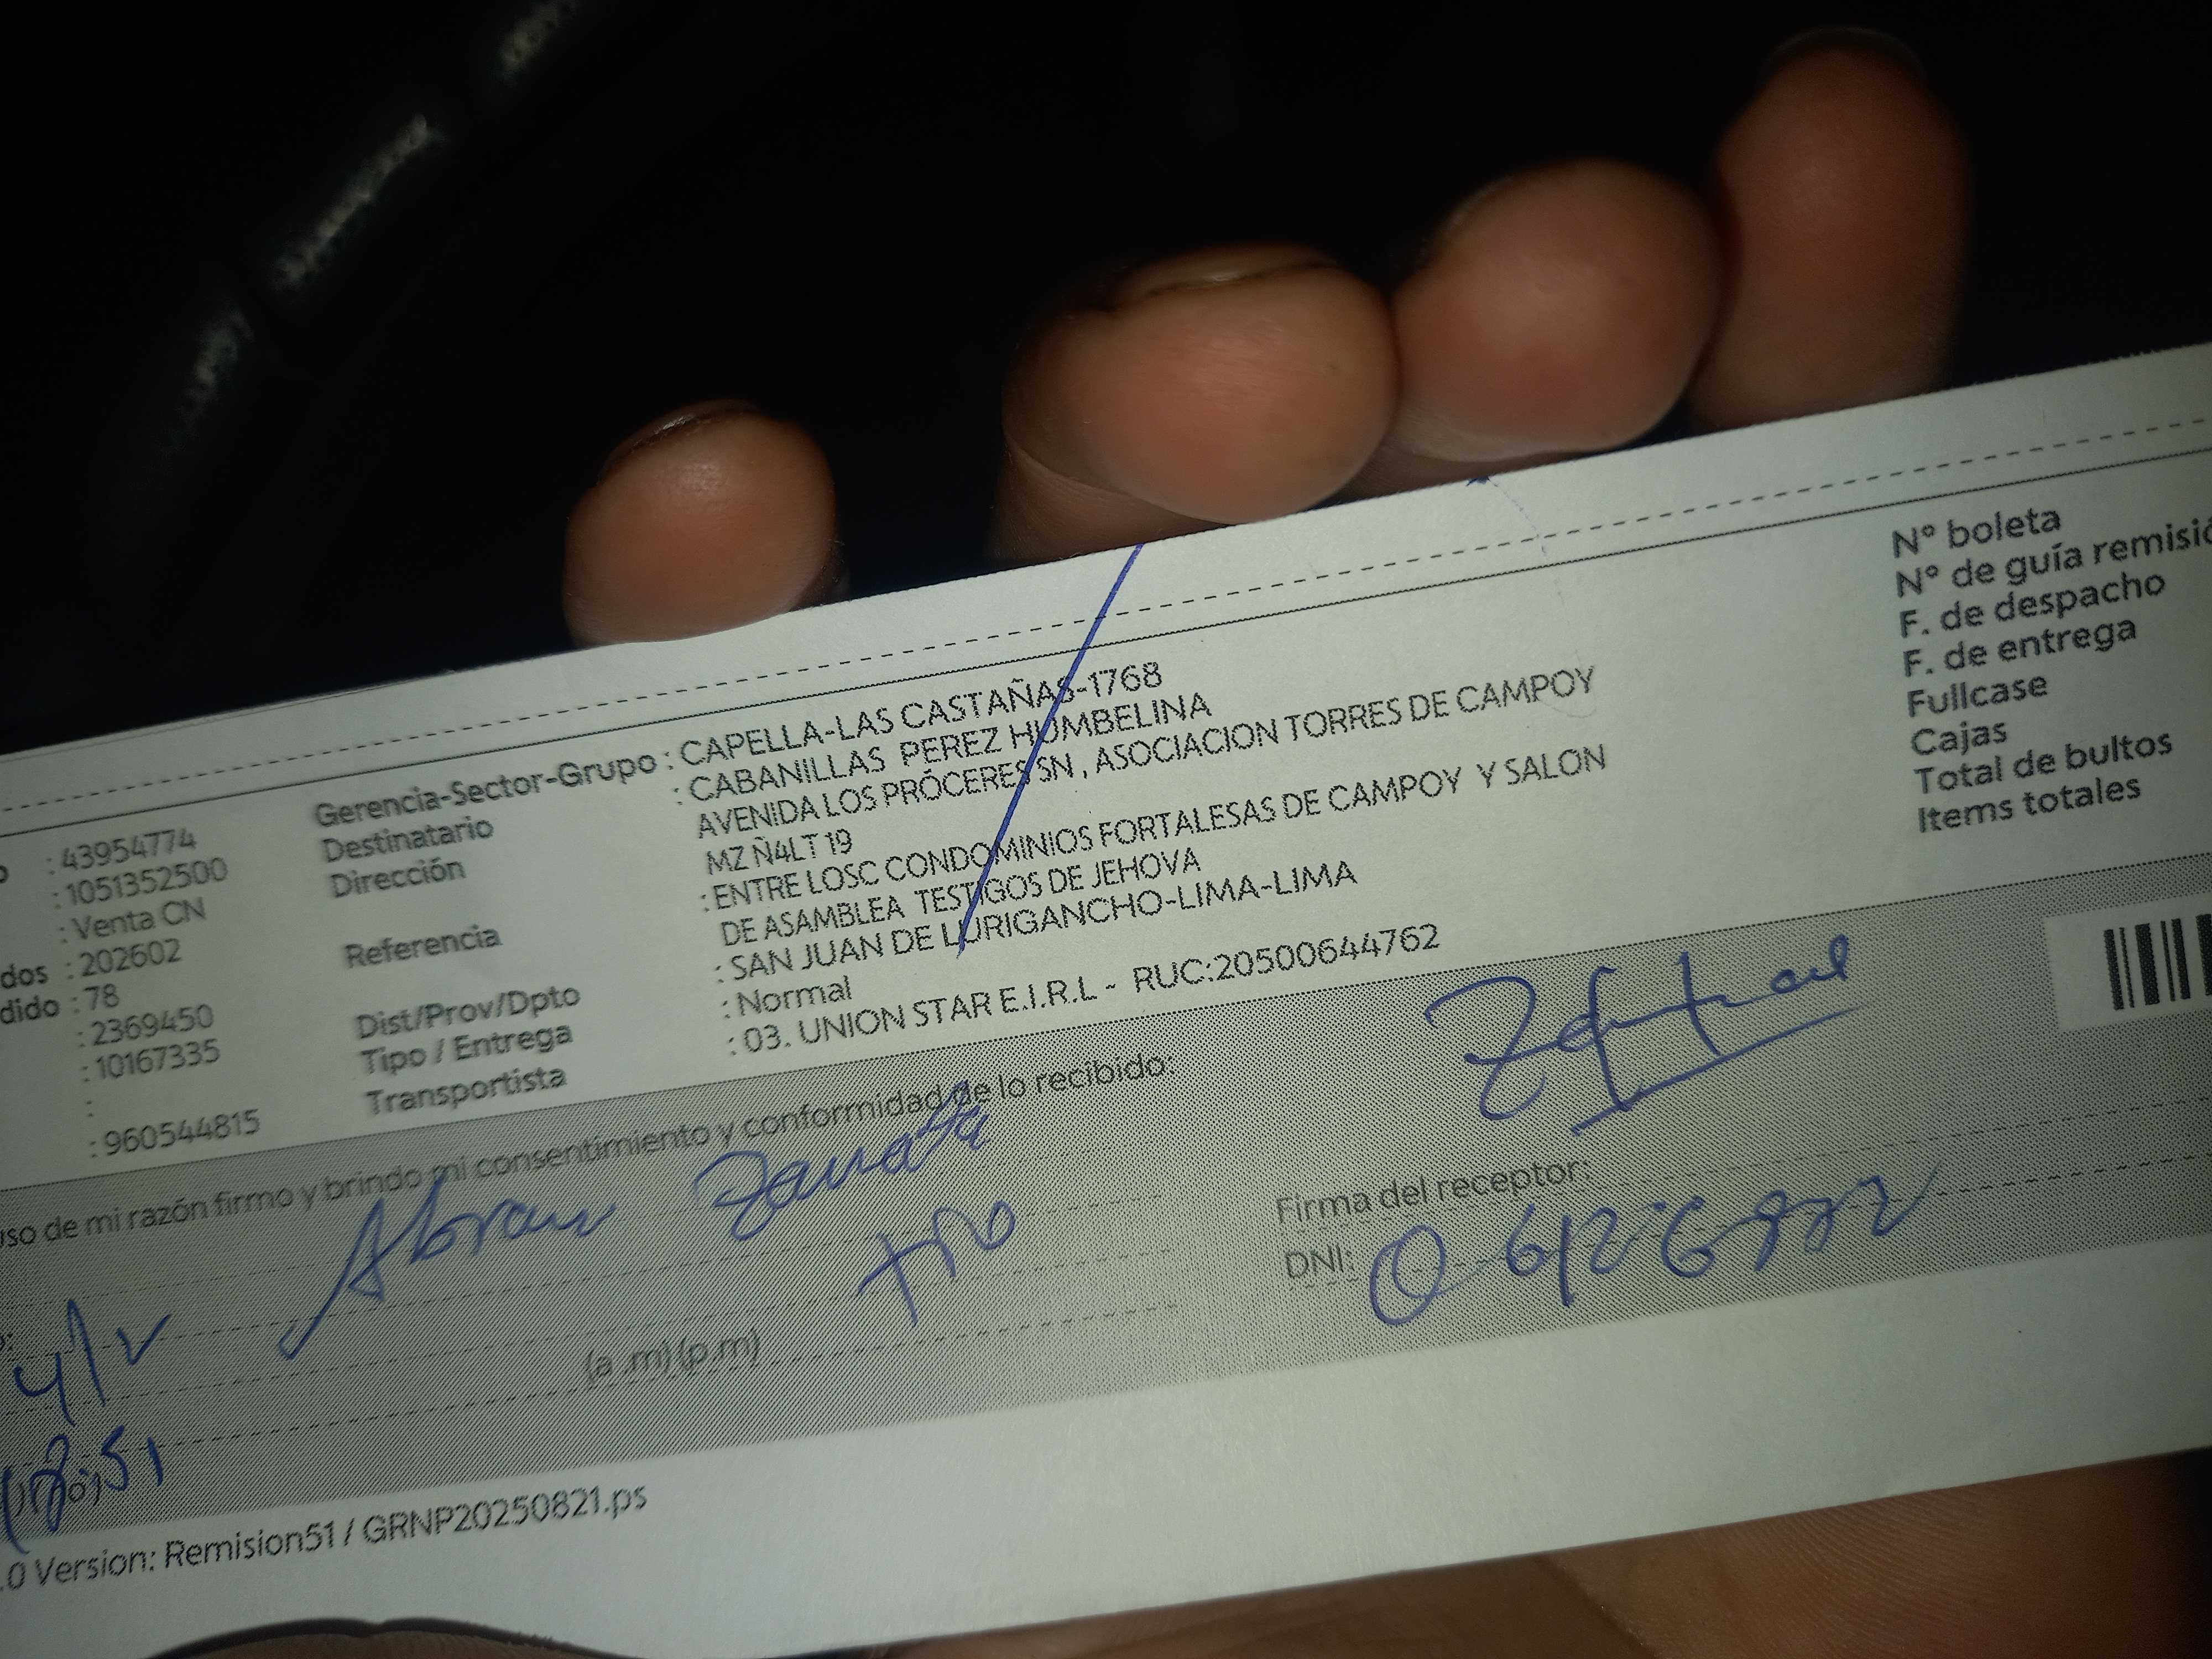 : 43954774
: 1051352500
: Venta CN
dos : 202602
dido : 78
: 2369450
: 10167335
:
: 960544815
Gerencia-Sector-Grupo : CAPELLA-LAS CASTAÑAS-1768
Destinatario : CABANILLAS PEREZ HUMBELINA
Dirección AVENIDA LOS PRÓCERES SN , ASOCIACION TORRES DE CAMPOY
MZ Ñ4LT 19
Referencia : ENTRE LOSC CONDOMINIOS FORTALESAS DE CAMPOY Y SALON
DE ASAMBLEA TESTIGOS DE JEHOVA
Dist/Prov/Dpto : SAN JUAN DE LURIGANCHO-LIMA-LIMA
Tipo / Entrega : Normal
Transportista : 03. UNION STAR E.I.R.L - RUC:20500644762
N° boleta
N° de guía remisió
F. de despacho
F. de entrega
Fullcase
Cajas
Total de bultos
Items totales
uso de mi razón firmo y brindo mi consentimiento y conformidad de lo recibido:
Abran
Firma del receptor:
DNI:
(a .m) (p.m)
.0 Version: Remision51 / GRNP20250821.ps